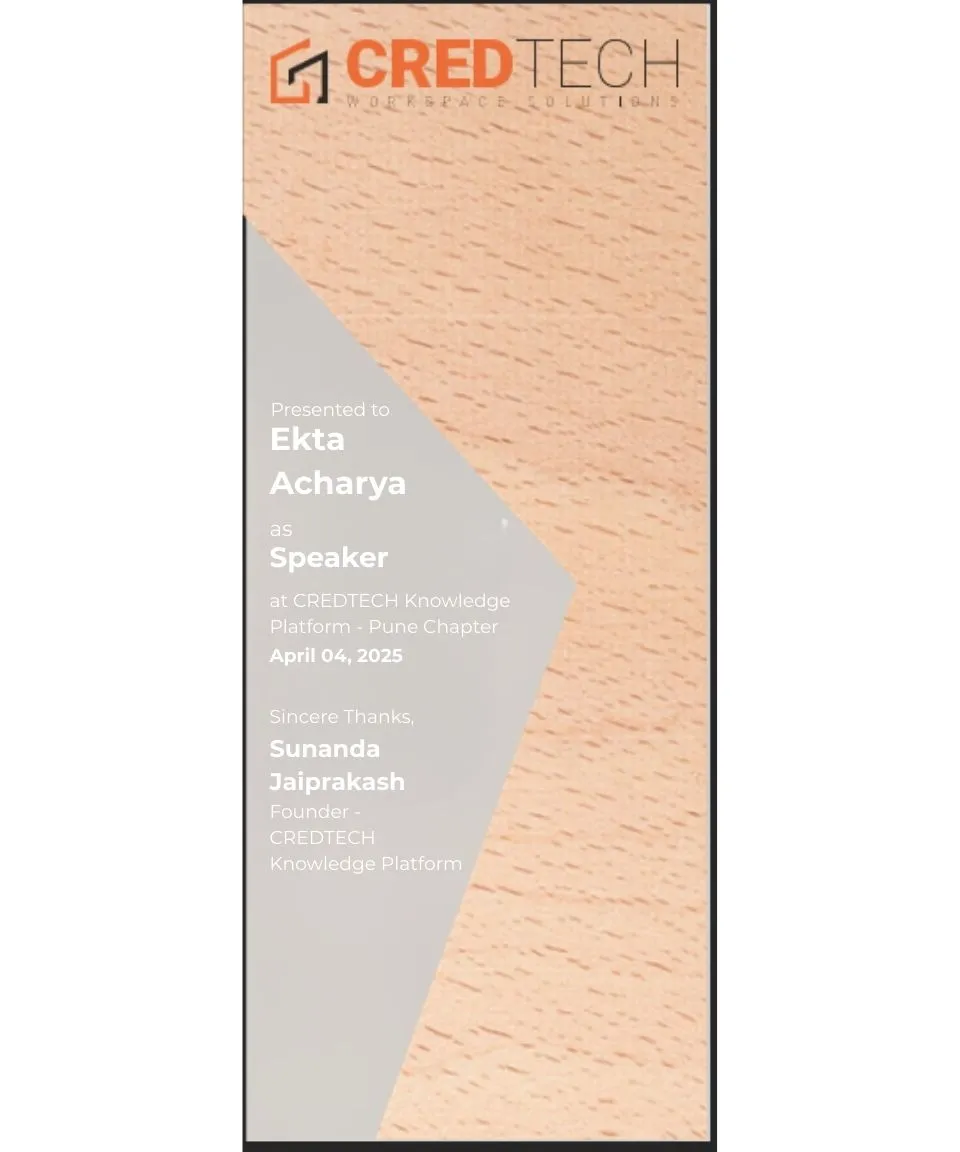 CREDTECH
WORKSPACE SOLUTIONS
Presented to
Ekta
Acharya
as
Speaker
at CREDTECH Knowledge
Platform - Pune Chapter
April 04, 2025
Sincere Thanks,
Sunanda
Jaiprakash
Founder -
CREDTECH
Knowledge Platform